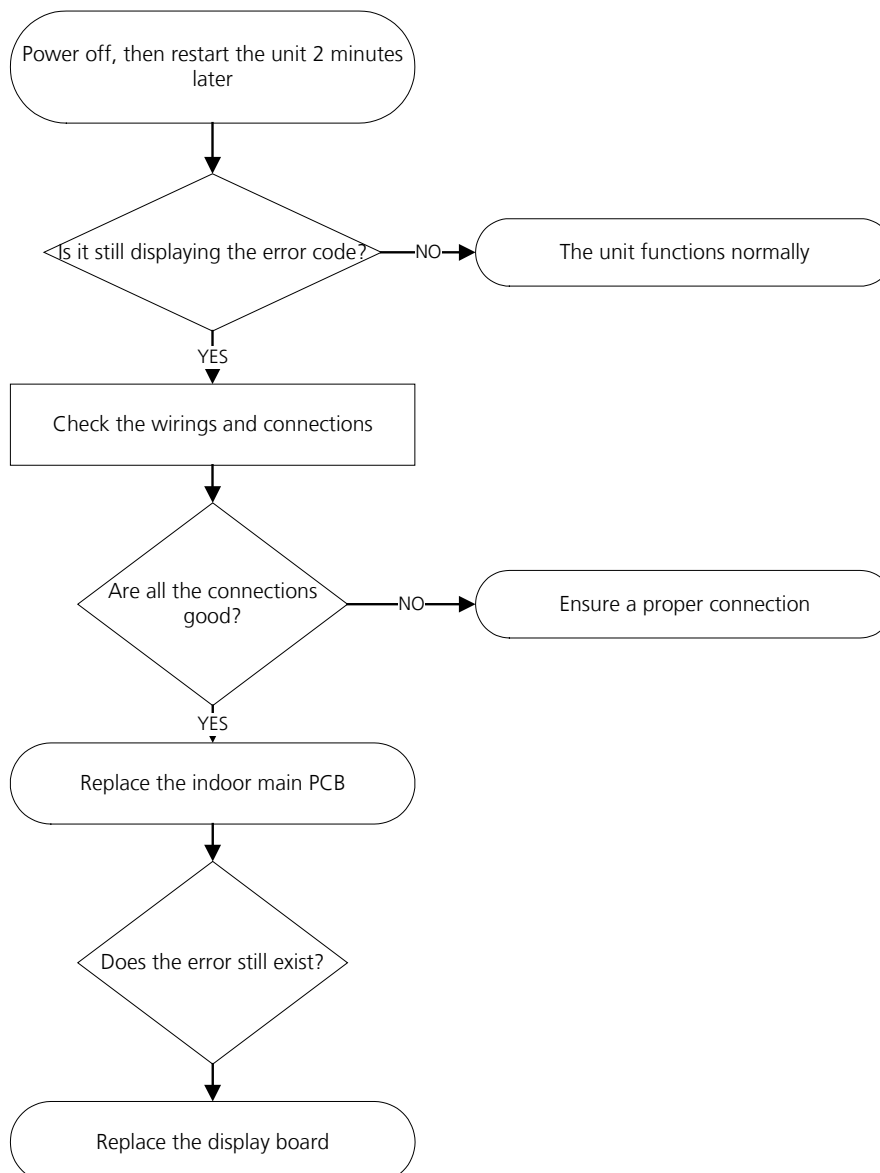 Power off, then restart the unit 2 minutes
later
Is it still displaying the error code?
NO
The unit functions normally
YES
Check the wirings and connections
Are all the connections
good?
NO
Ensure a proper connection
YES
Replace the indoor main PCB
Does the error still exist?
Replace the display board